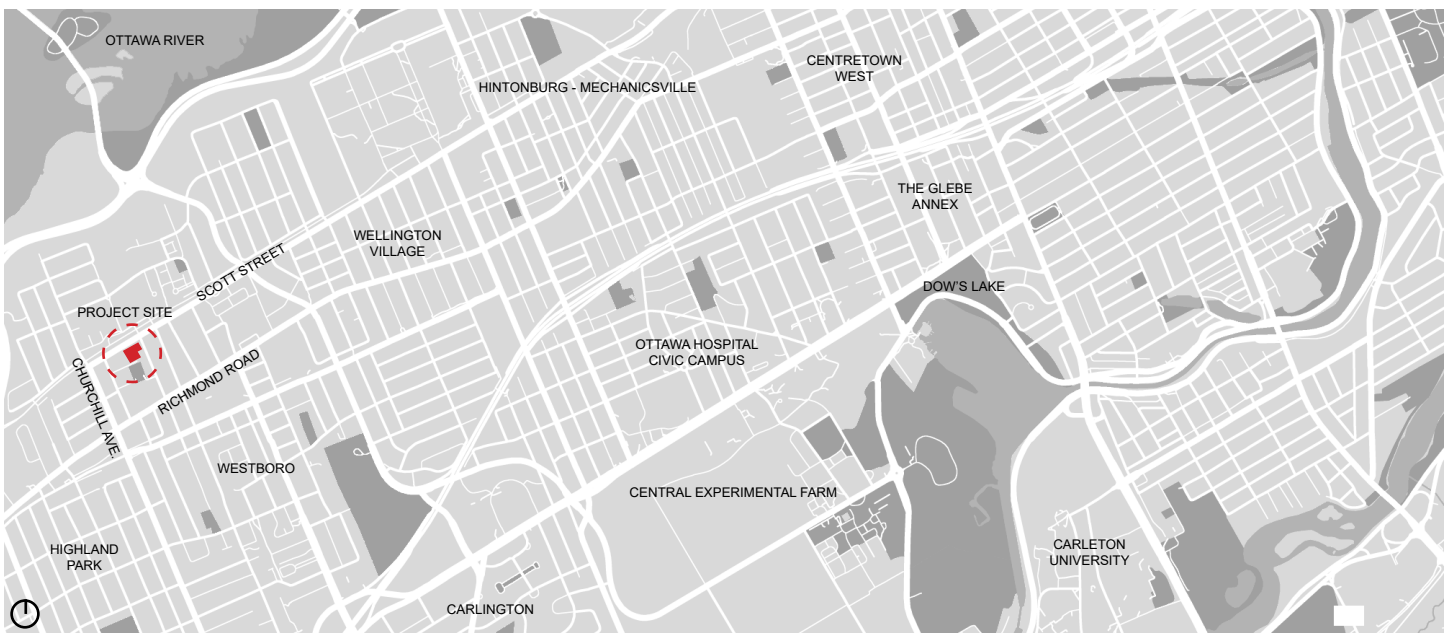 OTTAWA RIVER
CENTRETOWN
WEST
HINTONBURG - MECHANICSVILLE
THE GLEBE
ANNEX
WELLINGTON
VILLAGE
SCOTT STREET
DOW'S LAKE
PROJECT SITE
OTTAWA HOSPITAL
CIVIC CAMPUS
RICHMOND ROAD
CHURCHILL AVE.
WESTBORO
CENTRAL EXPERIMENTAL FARM
HIGHLAND
PARK
CARLETON
UNIVERSITY
CARLINGTON